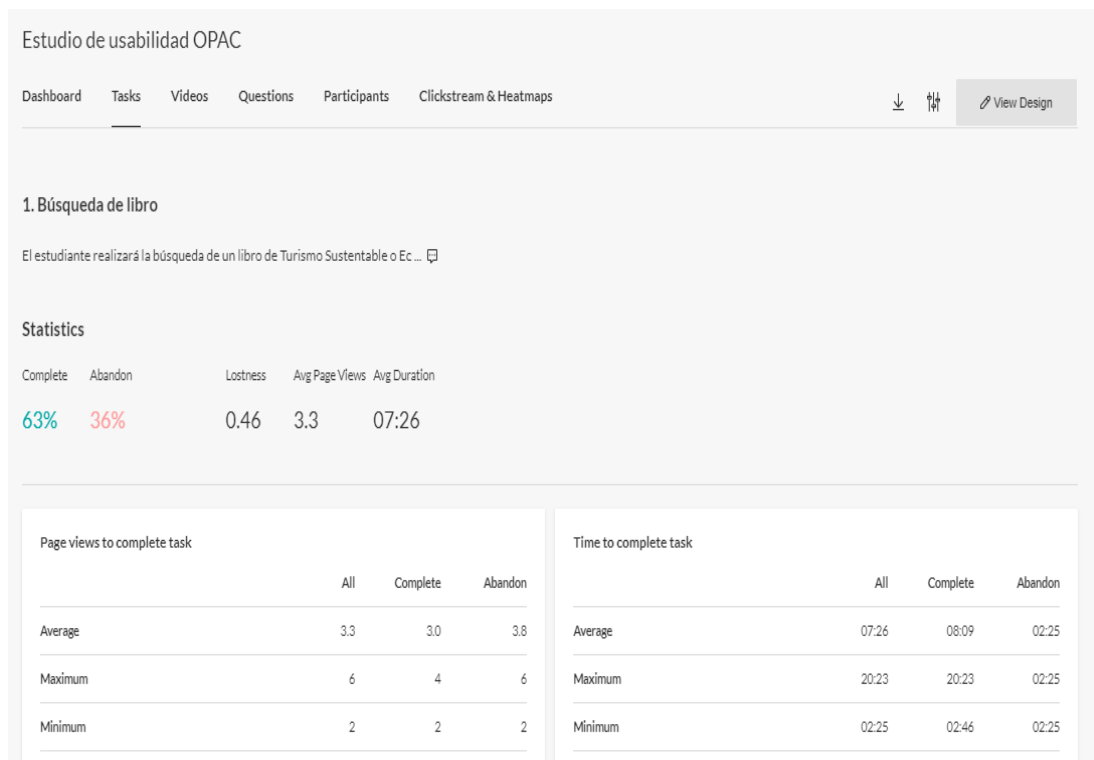 Estudio de usabilidad OPAC
Dashboard Tasks Videos Questions Participants Clickstream & Heatmaps View Design
1. Búsqueda de libro
El estudiante realizará la búsqueda de un libro de Turismo Sustentable o Ec ...
Statistics
Complete Abandon Lostness Avg Page Views Avg Duration
63% 36% 0.46 3.3 07:26
Page views to complete task
All Complete Abandon
Average 3.3 3.0 3.8
Maximum 6 4 6
Minimum 2 2 2
Time to complete task
All Complete Abandon
Average 07:26 08:09 02:25
Maximum 20:23 20:23 02:25
Minimum 02:25 02:46 02:25